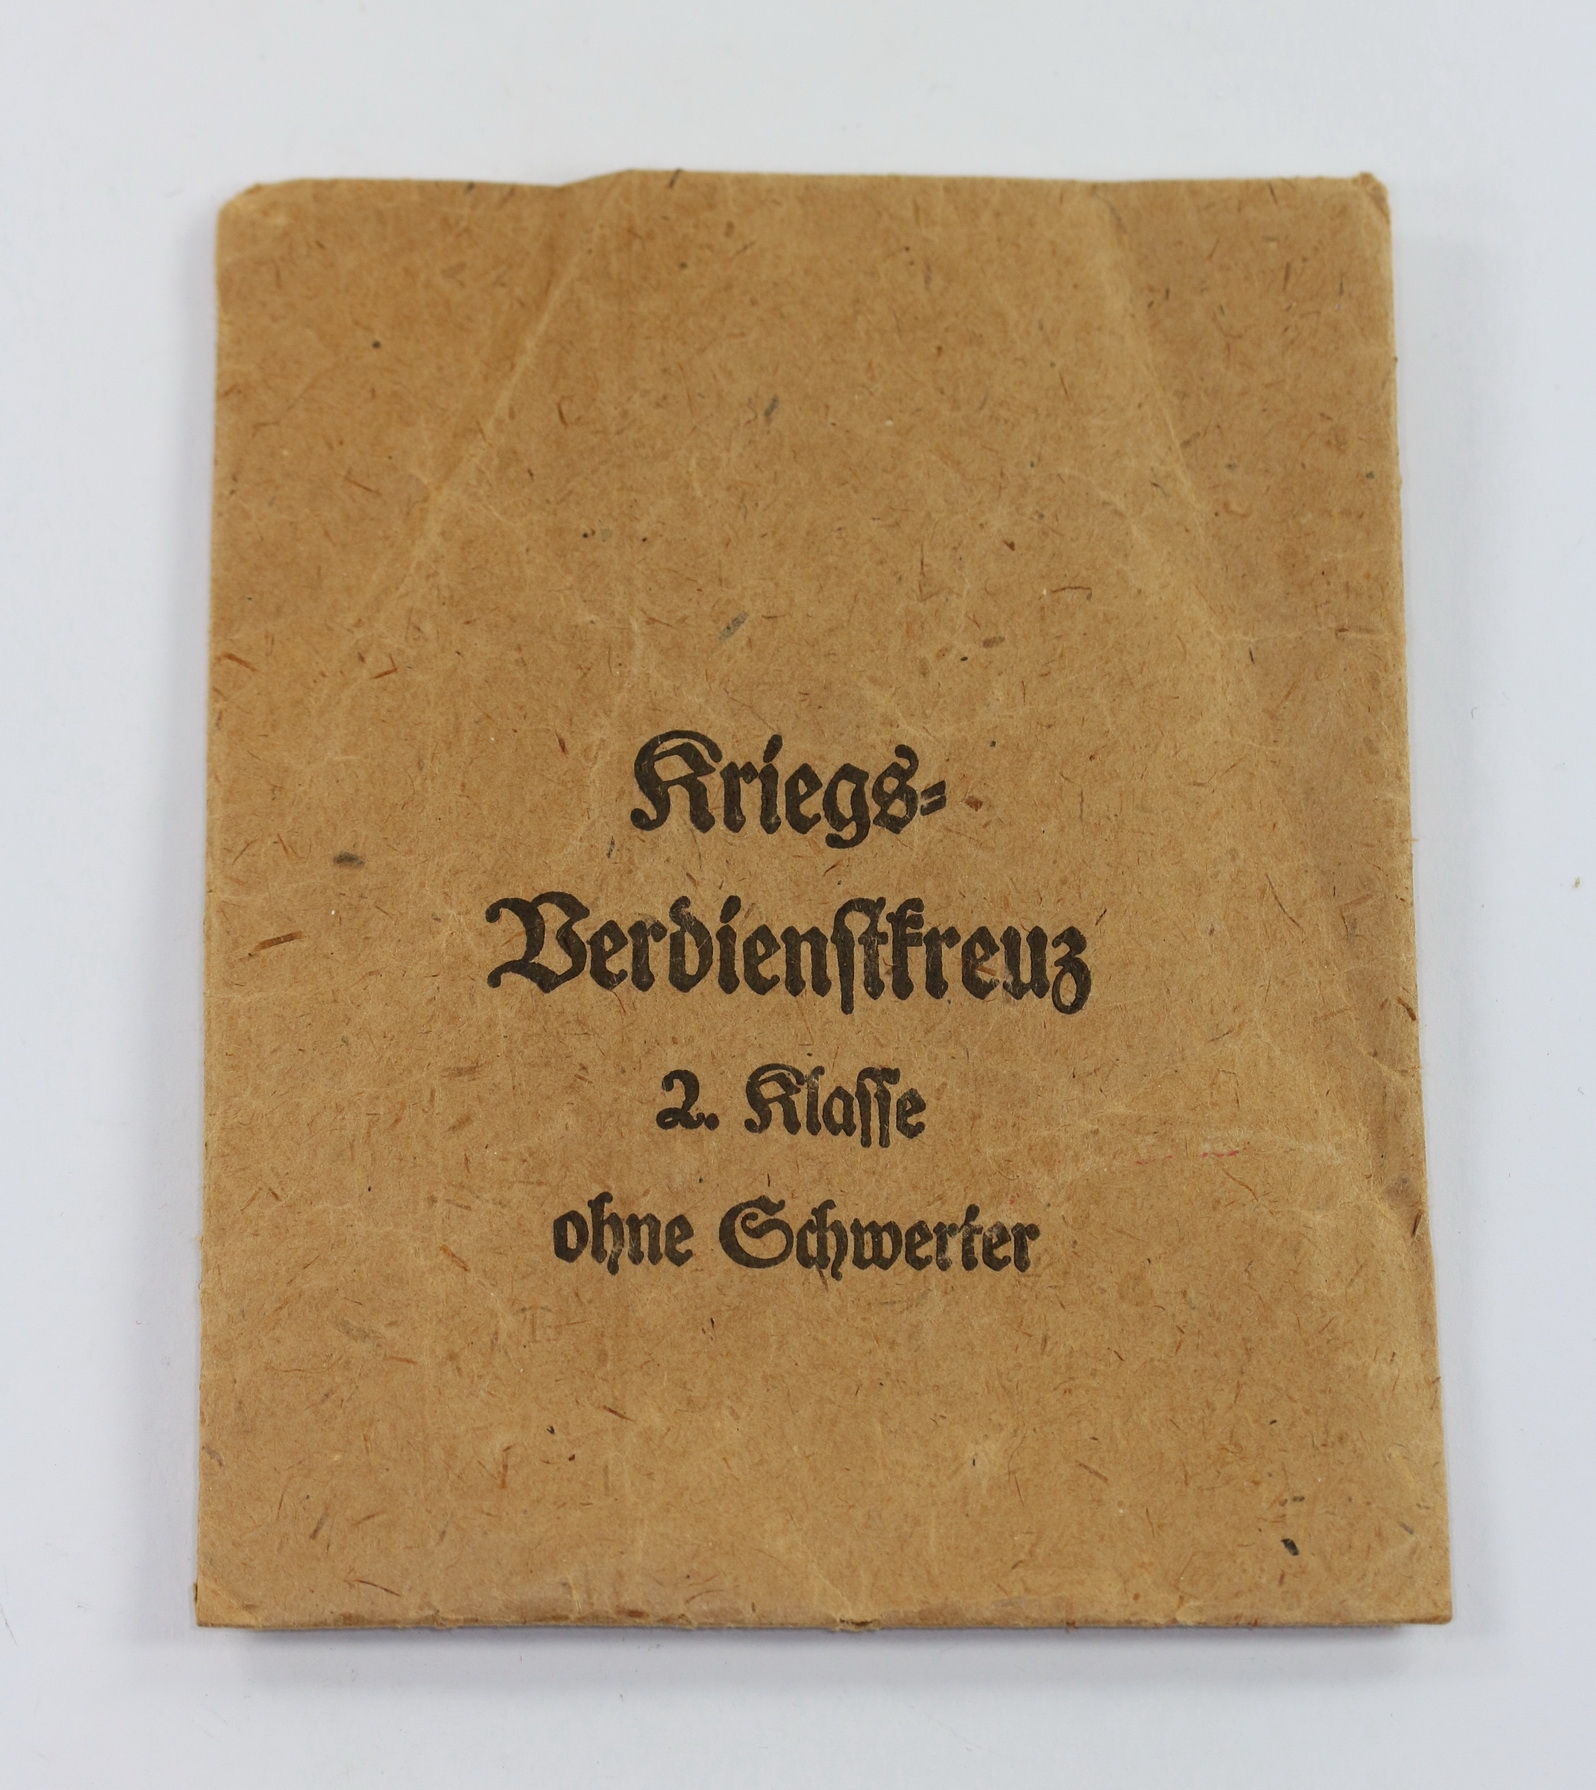 Kriegs=
Verdienſtkreuz
2. Klaſſe
ohne Schwerter